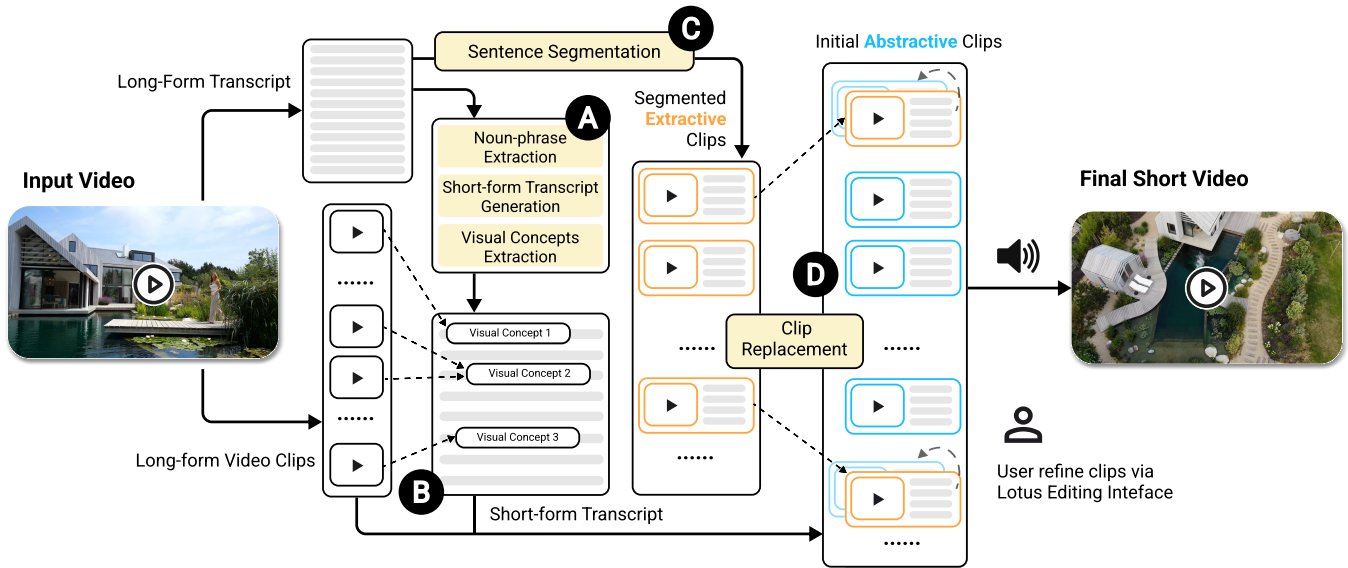 Input Video
Long-Form Transcript
Long-form Video Clips
......
......
Sentence Segmentation
C
A
Noun-phrase
Extraction
Short-form Transcript
Generation
Visual Concepts
Extraction
Visual Concept 1
Visual Concept 2
Visual Concept 3
B
Short-form Transcript
Segmented
Extractive
Clips
......
......
D
Clip
Replacement
Initial Abstractive Clips
......
......
Final Short Video
User refine clips via
Lotus Editing Inteface